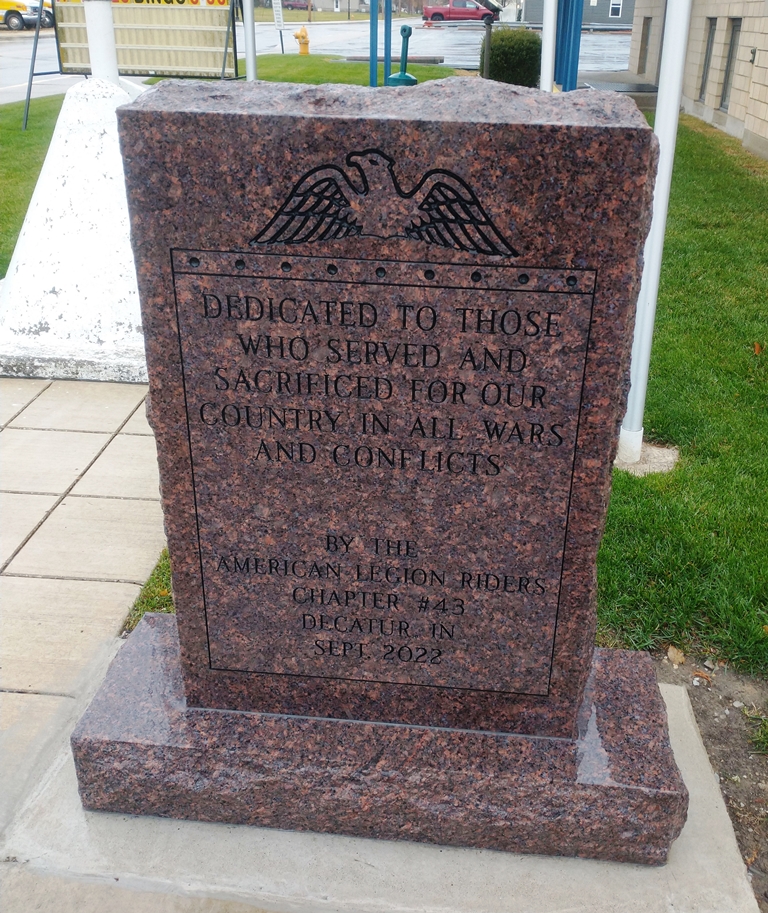 DEDICATED TO THOSE
WHO SERVED AND
SACRIFICED FOR OUR
COUNTRY IN ALL WARS
AND CONFLICTS
BY THE
AMERICAN LEGION RIDERS
CHAPTER #43
DECATUR IN
SEPT. 2022